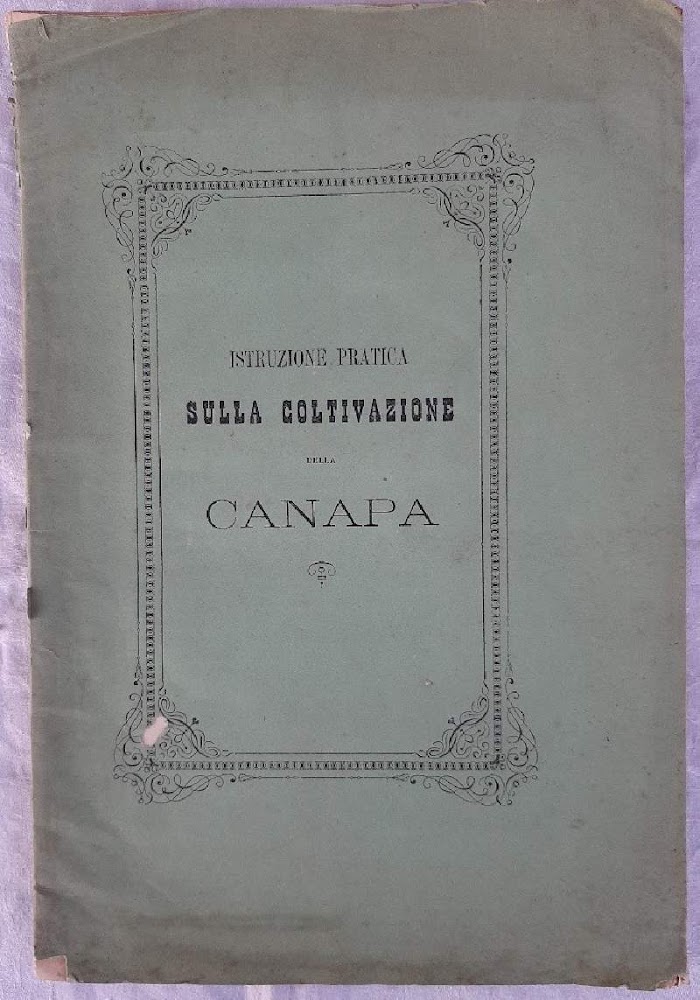 ISTRUZIONE PRATICA
SULLA COLTIVAZIONE
DELLA
CANAPA